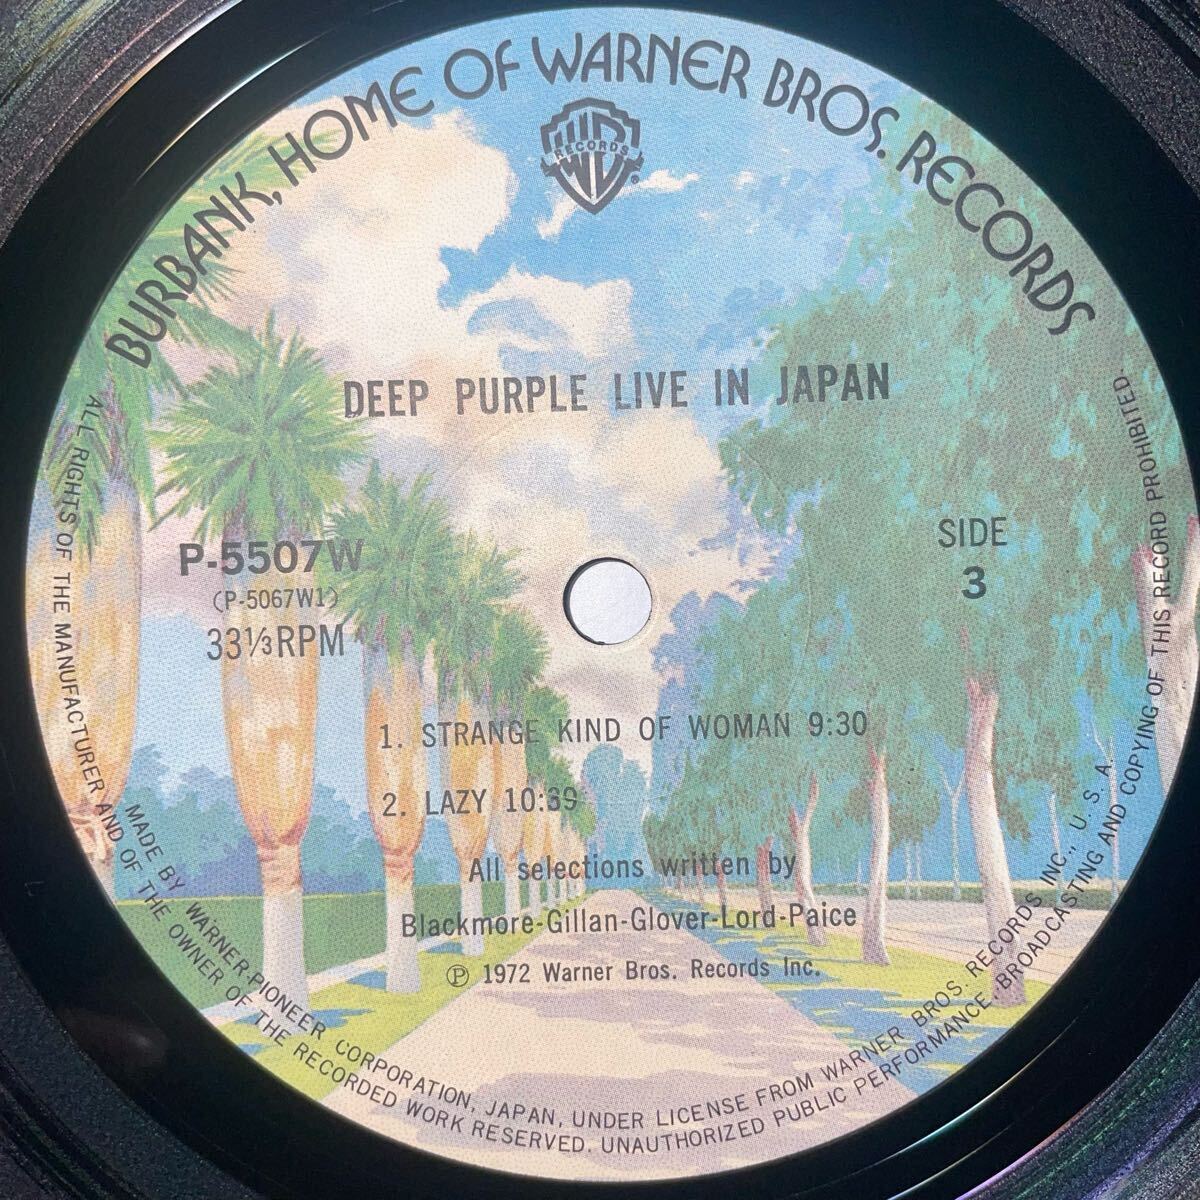 BURBANK, HOME OF WARNER BROS. RECORDS
WB
RECORDS
®
DEEP PURPLE LIVE IN JAPAN
P-5507W
(P-5067W1)
33⅓ RPM
SIDE
3
1. STRANGE KIND OF WOMAN 9:30
2. LAZY 10:39
All selections written by
Blackmore-Gillan-Glover-Lord-Paice
℗ 1972 Warner Bros. Records Inc.
MADE BY WARNER-PIONEER CORPORATION, JAPAN, UNDER LICENSE FROM WARNER BROS. RECORDS INC., U. S. A.
ALL RIGHTS OF THE MANUFACTURER AND OF THE OWNER OF THE RECORDED WORK RESERVED. UNAUTHORIZED PUBLIC PERFORMANCE, BROADCASTING AND COPYING OF THIS RECORD PROHIBITED.